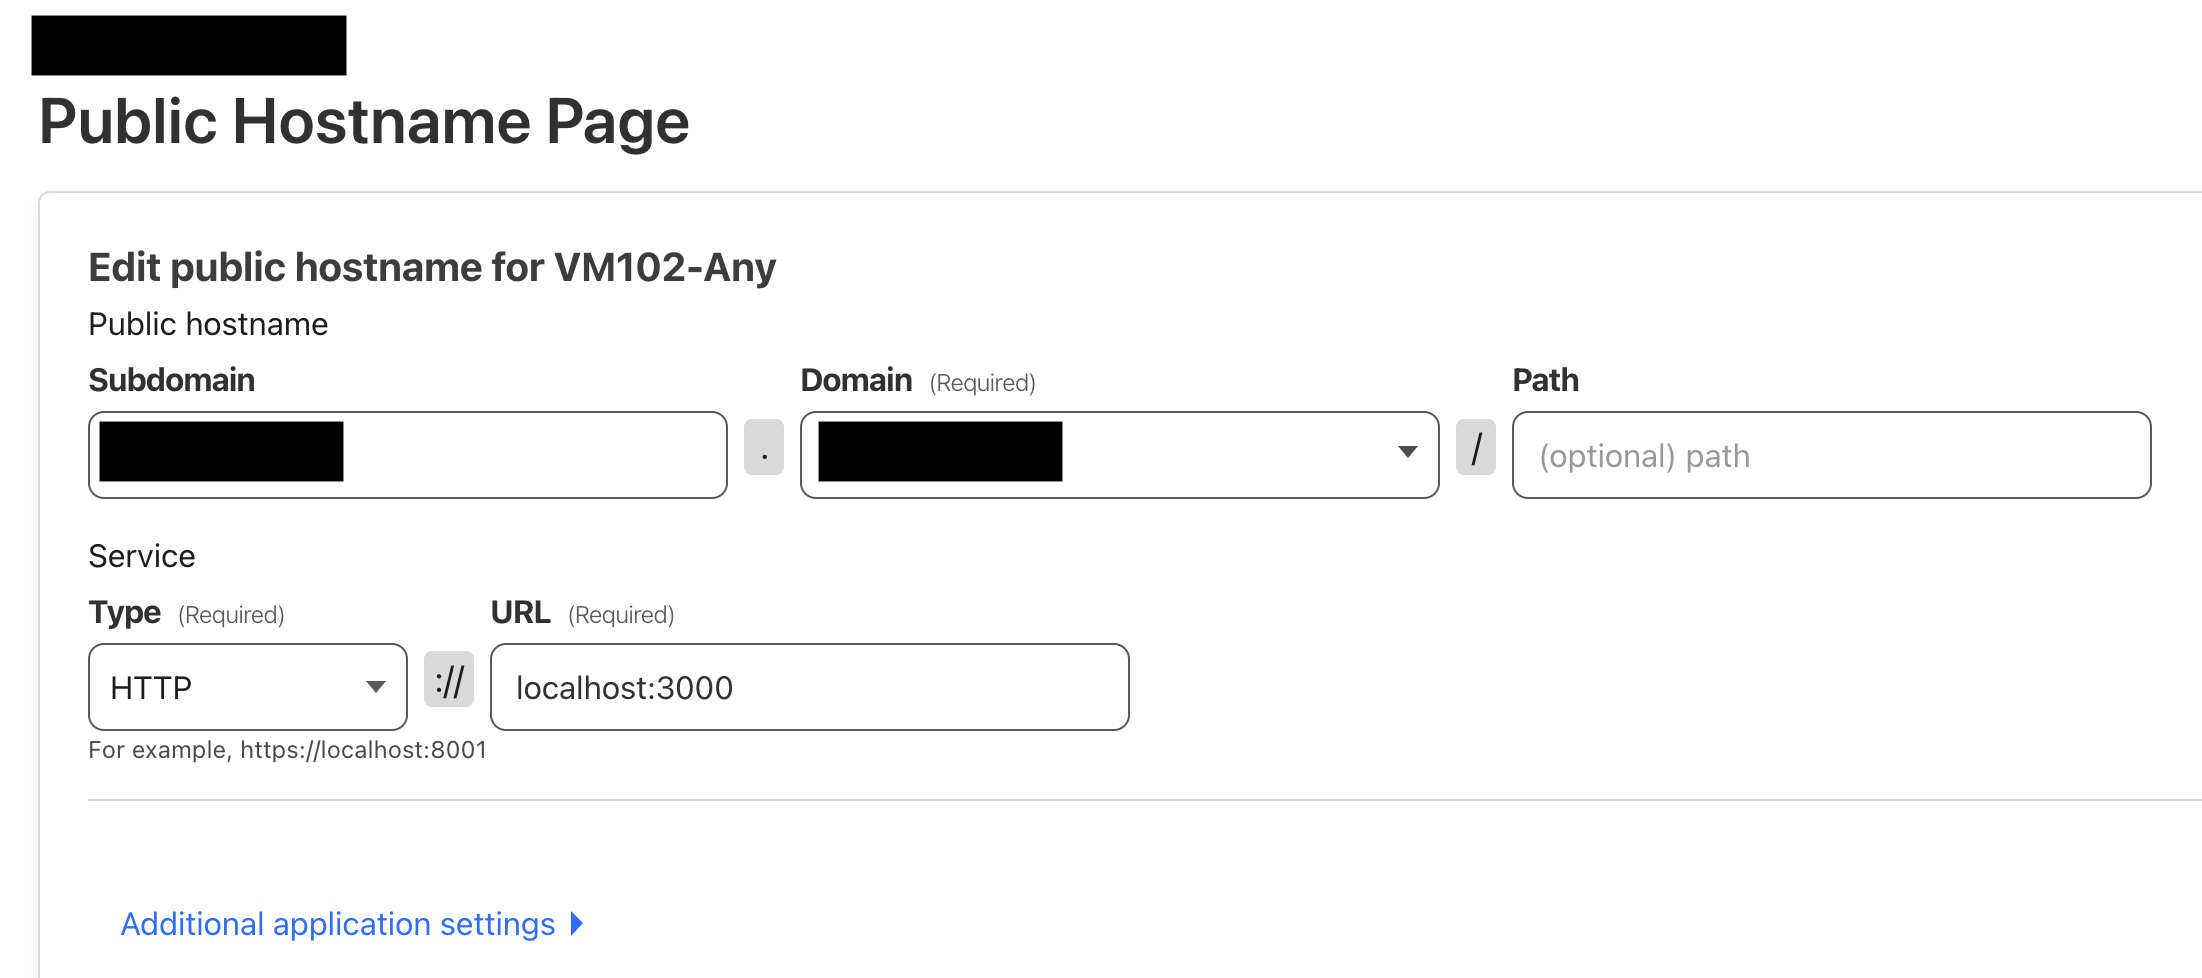 Public Hostname Page
Edit public hostname for VM102-Any
Public hostname
Subdomain
Domain (Required)
Path
.
/
(optional) path
Service
Type (Required)
URL (Required)
HTTP
://
localhost:3000
For example, https://localhost:8001
Additional application settings